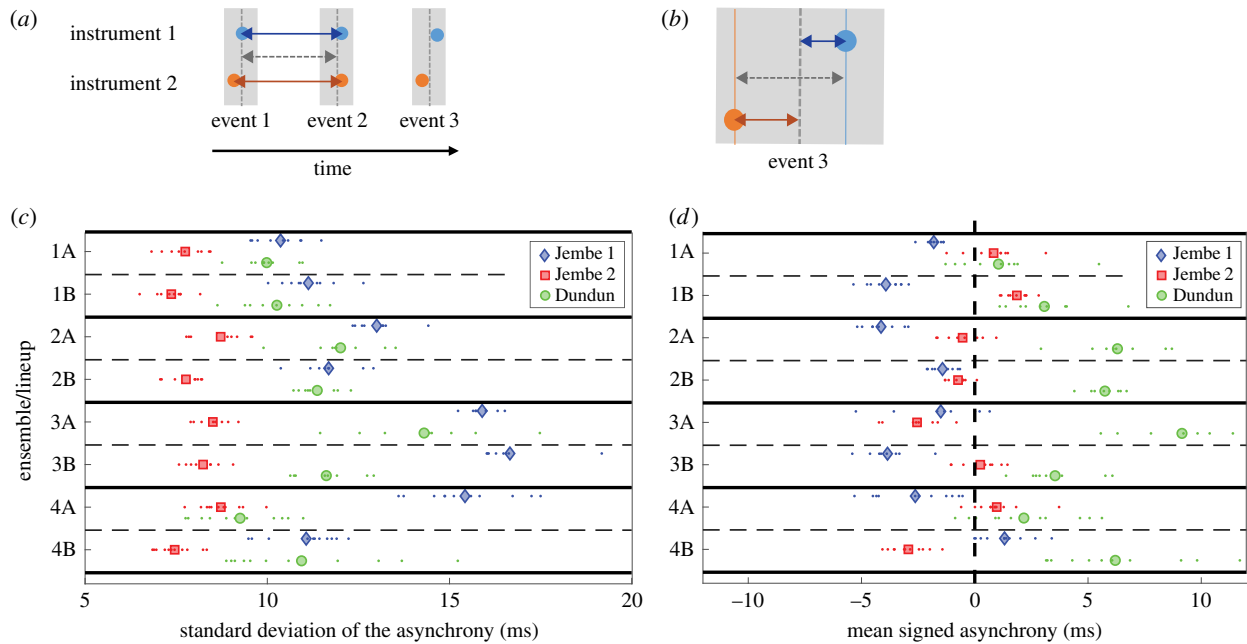 (a)
instrument 1
instrument 2
event 1 event 2 event 3
time
(b)
event 3
(c)
Jembe 1
Jembe 2
Dundun
1A
1B
2A
2B
3A
3B
4A
4B
ensemble/lineup
5 10 15 20
standard deviation of the asynchrony (ms)
(d)
Jembe 1
Jembe 2
Dundun
1A
1B
2A
2B
3A
3B
4A
4B
−10 −5 0 5 10
mean signed asynchrony (ms)